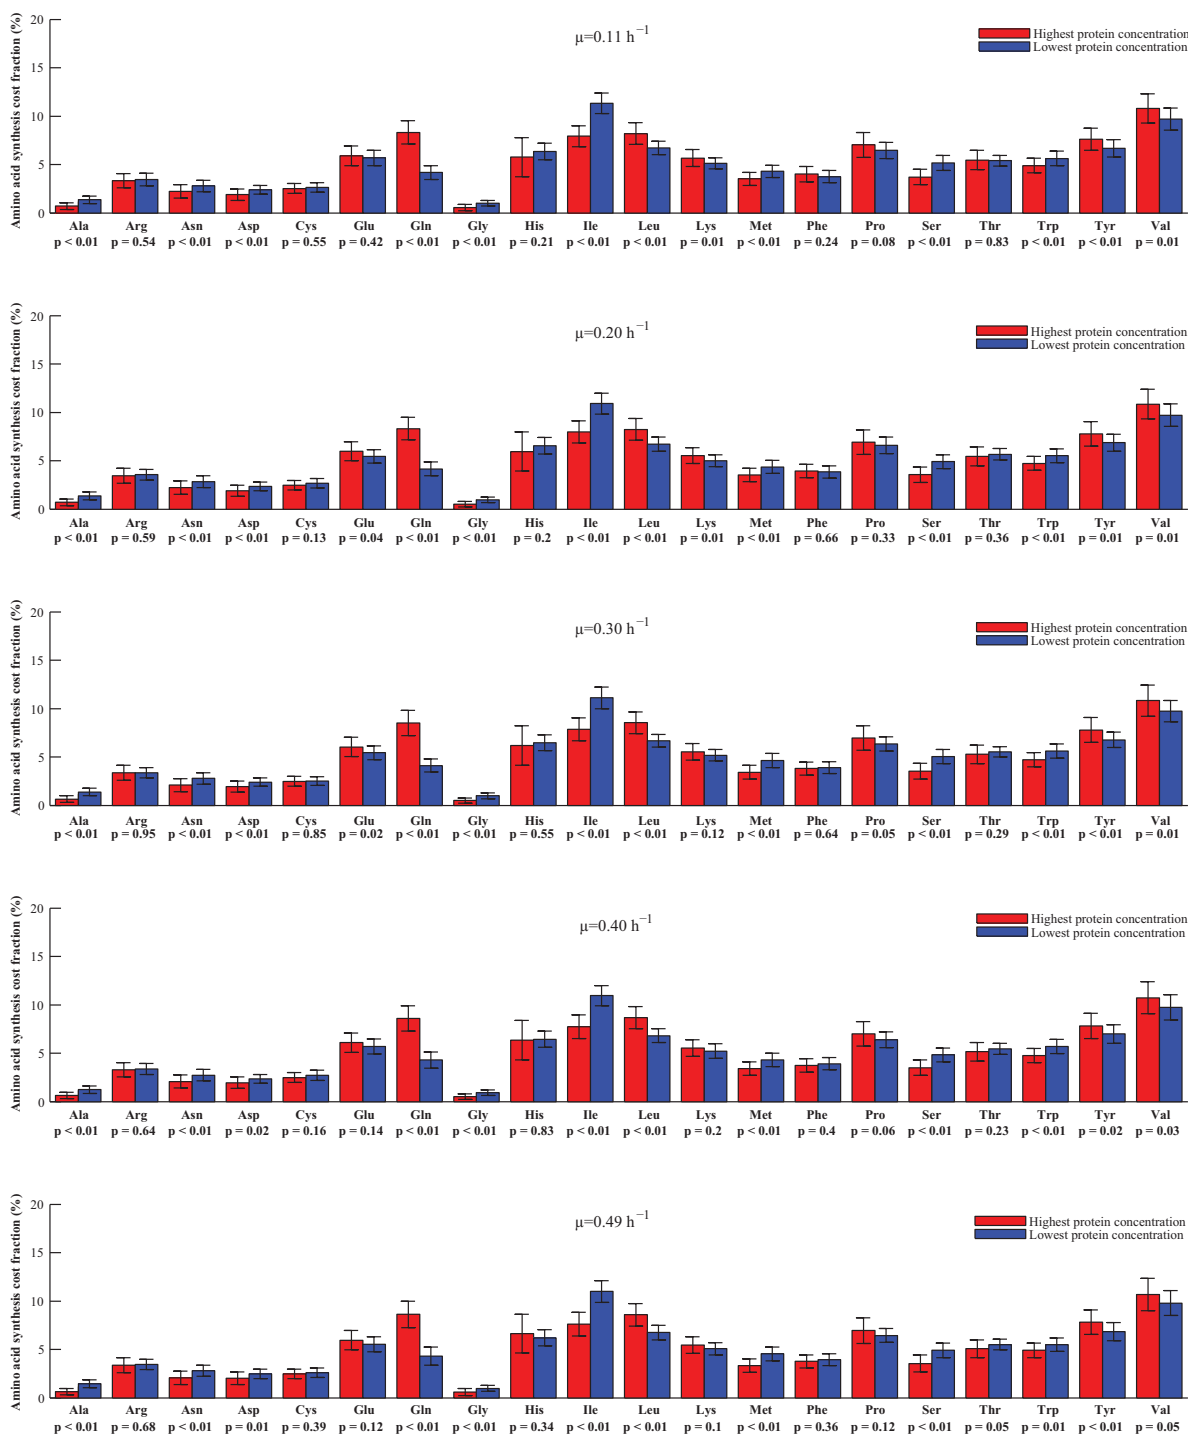 Amino acid synthesis cost fraction (%)
μ=0.11 h⁻¹
Highest protein concentration
Lowest protein concentration
20
15
10
5
0
Ala Arg Asn Asp Cys Glu Gln Gly His Ile Leu Lys Met Phe Pro Ser Thr Trp Tyr Val
p < 0.01 p = 0.54 p < 0.01 p < 0.01 p = 0.55 p = 0.42 p < 0.01 p < 0.01 p = 0.21 p < 0.01 p < 0.01 p = 0.01 p < 0.01 p = 0.24 p = 0.08 p < 0.01 p = 0.83 p < 0.01 p < 0.01 p = 0.01
Amino acid synthesis cost fraction (%)
μ=0.20 h⁻¹
Highest protein concentration
Lowest protein concentration
20
15
10
5
0
Ala Arg Asn Asp Cys Glu Gln Gly His Ile Leu Lys Met Phe Pro Ser Thr Trp Tyr Val
p < 0.01 p = 0.59 p < 0.01 p < 0.01 p = 0.13 p = 0.04 p < 0.01 p < 0.01 p = 0.2 p < 0.01 p < 0.01 p = 0.01 p < 0.01 p = 0.66 p = 0.33 p < 0.01 p = 0.36 p < 0.01 p = 0.01 p = 0.01
Amino acid synthesis cost fraction (%)
μ=0.30 h⁻¹
Highest protein concentration
Lowest protein concentration
20
15
10
5
0
Ala Arg Asn Asp Cys Glu Gln Gly His Ile Leu Lys Met Phe Pro Ser Thr Trp Tyr Val
p < 0.01 p = 0.95 p < 0.01 p < 0.01 p = 0.85 p = 0.02 p < 0.01 p < 0.01 p = 0.55 p < 0.01 p < 0.01 p = 0.12 p < 0.01 p = 0.64 p = 0.05 p < 0.01 p = 0.29 p < 0.01 p < 0.01 p = 0.01
Amino acid synthesis cost fraction (%)
μ=0.40 h⁻¹
Highest protein concentration
Lowest protein concentration
20
15
10
5
0
Ala Arg Asn Asp Cys Glu Gln Gly His Ile Leu Lys Met Phe Pro Ser Thr Trp Tyr Val
p < 0.01 p = 0.64 p < 0.01 p = 0.02 p = 0.16 p = 0.14 p < 0.01 p < 0.01 p = 0.83 p < 0.01 p < 0.01 p = 0.2 p < 0.01 p = 0.4 p = 0.06 p < 0.01 p = 0.23 p < 0.01 p = 0.02 p = 0.03
Amino acid synthesis cost fraction (%)
μ=0.49 h⁻¹
Highest protein concentration
Lowest protein concentration
20
15
10
5
0
Ala Arg Asn Asp Cys Glu Gln Gly His Ile Leu Lys Met Phe Pro Ser Thr Trp Tyr Val
p < 0.01 p = 0.68 p < 0.01 p = 0.01 p = 0.39 p = 0.12 p < 0.01 p < 0.01 p = 0.34 p < 0.01 p < 0.01 p = 0.1 p < 0.01 p = 0.36 p = 0.12 p < 0.01 p = 0.05 p = 0.01 p < 0.01 p = 0.05